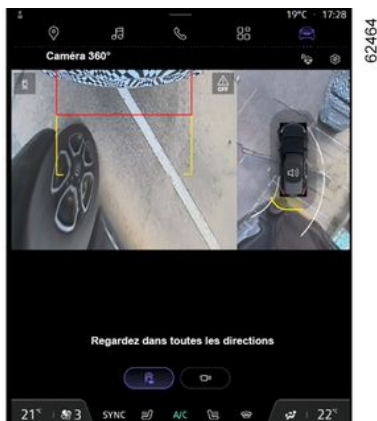 19°C · 17:28
Caméra 360°
OFF
Regardez dans toutes les directions
21°
3
SYNC
A/C
22°
62464